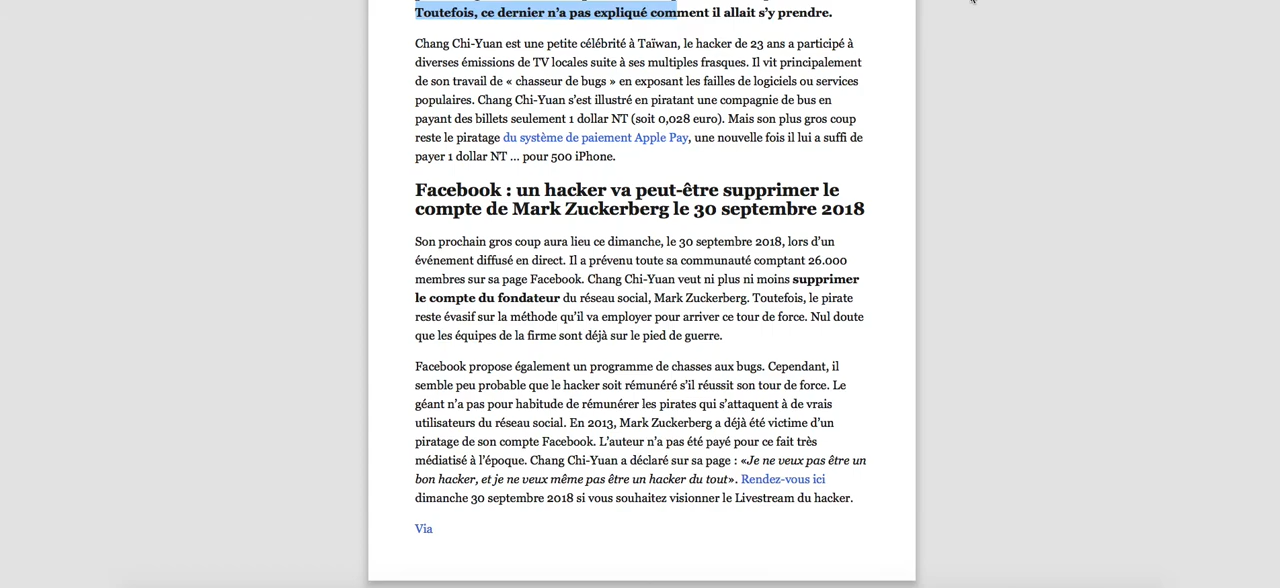 Toutefois, ce dernier n’a pas expliqué comment il allait s’y prendre.
Chang Chi-Yuan est une petite célébrité à Taïwan, le hacker de 23 ans a participé à
diverses émissions de TV locales suite à ses multiples frasques. Il vit principalement
de son travail de « chasseur de bugs » en exposant les failles de logiciels ou services
populaires. Chang Chi-Yuan s’est illustré en piratant une compagnie de bus en
payant des billets seulement 1 dollar NT (soit 0,028 euro). Mais son plus gros coup
reste le piratage du système de paiement Apple Pay, une nouvelle fois il lui a suffi de
payer 1 dollar NT ... pour 500 iPhone.
Facebook : un hacker va peut-être supprimer le
compte de Mark Zuckerberg le 30 septembre 2018
Son prochain gros coup aura lieu ce dimanche, le 30 septembre 2018, lors d’un
événement diffusé en direct. Il a prévenu toute sa communauté comptant 26.000
membres sur sa page Facebook. Chang Chi-Yuan veut ni plus ni moins supprimer
le compte du fondateur du réseau social, Mark Zuckerberg. Toutefois, le pirate
reste évasif sur la méthode qu’il va employer pour arriver ce tour de force. Nul doute
que les équipes de la firme sont déjà sur le pied de guerre.
Facebook propose également un programme de chasses aux bugs. Cependant, il
semble peu probable que le hacker soit rémunéré s’il réussit son tour de force. Le
géant n’a pas pour habitude de rémunérer les pirates qui s’attaquent à de vrais
utilisateurs du réseau social. En 2013, Mark Zuckerberg a déjà été victime d’un
piratage de son compte Facebook. L’auteur n’a pas été payé pour ce fait très
médiatisé à l’époque. Chang Chi-Yuan a déclaré sur sa page : «Je ne veux pas être un
bon hacker, et je ne veux même pas être un hacker du tout». Rendez-vous ici
dimanche 30 septembre 2018 si vous souhaitez visionner le Livestream du hacker.
Via